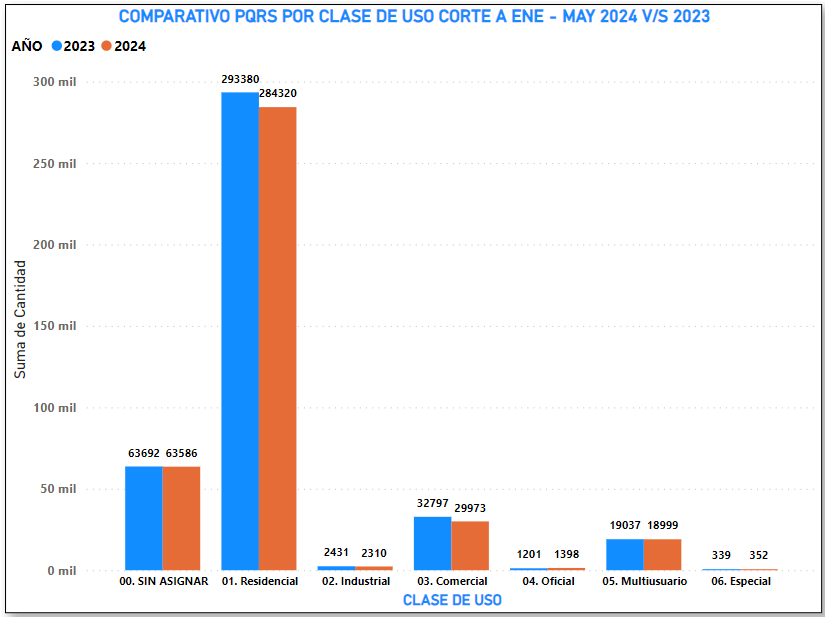 COMPARATIVO PQRS POR CLASE DE USO CORTE A ENE - MAY 2024 V/S 2023
AÑO 2023 2024
293380
284320
300 mil
250 mil
200 mil
150 mil
100 mil
50 mil
0 mil
Suma de Cantidad
63692 63586
2431 2310
32797 29973
1201 1398
19037 18999
339 352
00. SIN ASIGNAR 01. Residencial 02. Industrial 03. Comercial 04. Oficial 05. Multiusuario 06. Especial
CLASE DE USO